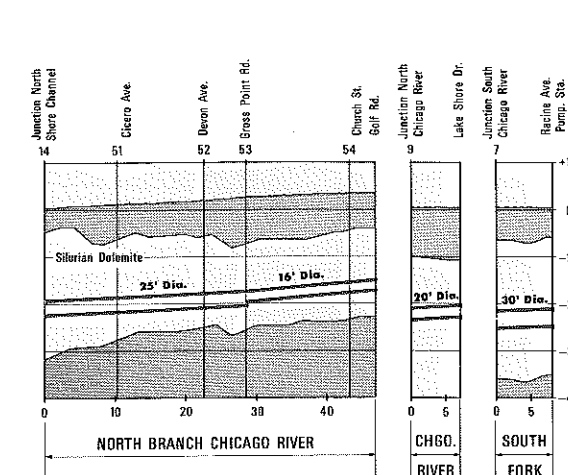 Junction North
Shore Channel
Cicero Ave.
Devon Ave.
Gross Point Rd.
Church St.
Golf Rd.
Junction North
Chicago River
Lake Shore Dr.
Junction South
Chicago River
Racine Ave.
Pump. Sta.
14 51 52 53 54 9 7
Silurian Dolomite
25' Dia.
16' Dia.
20' Dia.
30' Dia.
0 10 20 30 40 0 5 0 5
NORTH BRANCH CHICAGO RIVER
CHGO.
RIVER
SOUTH
FORK